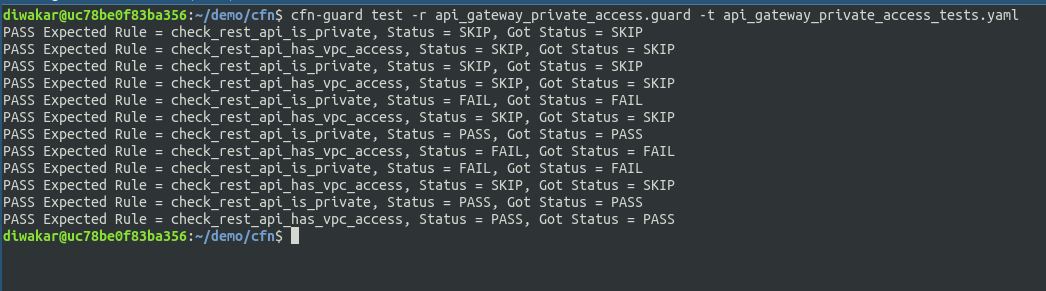 diwakar@uc78be0f83ba356:~/demo/cfn$ cfn-guard test -r api_gateway_private_access.guard -t api_gateway_private_access_tests.yaml
PASS Expected Rule = check_rest_api_is_private, Status = SKIP, Got Status = SKIP
PASS Expected Rule = check_rest_api_has_vpc_access, Status = SKIP, Got Status = SKIP
PASS Expected Rule = check_rest_api_is_private, Status = SKIP, Got Status = SKIP
PASS Expected Rule = check_rest_api_has_vpc_access, Status = SKIP, Got Status = SKIP
PASS Expected Rule = check_rest_api_is_private, Status = FAIL, Got Status = FAIL
PASS Expected Rule = check_rest_api_has_vpc_access, Status = SKIP, Got Status = SKIP
PASS Expected Rule = check_rest_api_is_private, Status = PASS, Got Status = PASS
PASS Expected Rule = check_rest_api_has_vpc_access, Status = FAIL, Got Status = FAIL
PASS Expected Rule = check_rest_api_is_private, Status = FAIL, Got Status = FAIL
PASS Expected Rule = check_rest_api_has_vpc_access, Status = SKIP, Got Status = SKIP
PASS Expected Rule = check_rest_api_is_private, Status = PASS, Got Status = PASS
PASS Expected Rule = check_rest_api_has_vpc_access, Status = PASS, Got Status = PASS
diwakar@uc78be0f83ba356:~/demo/cfn$